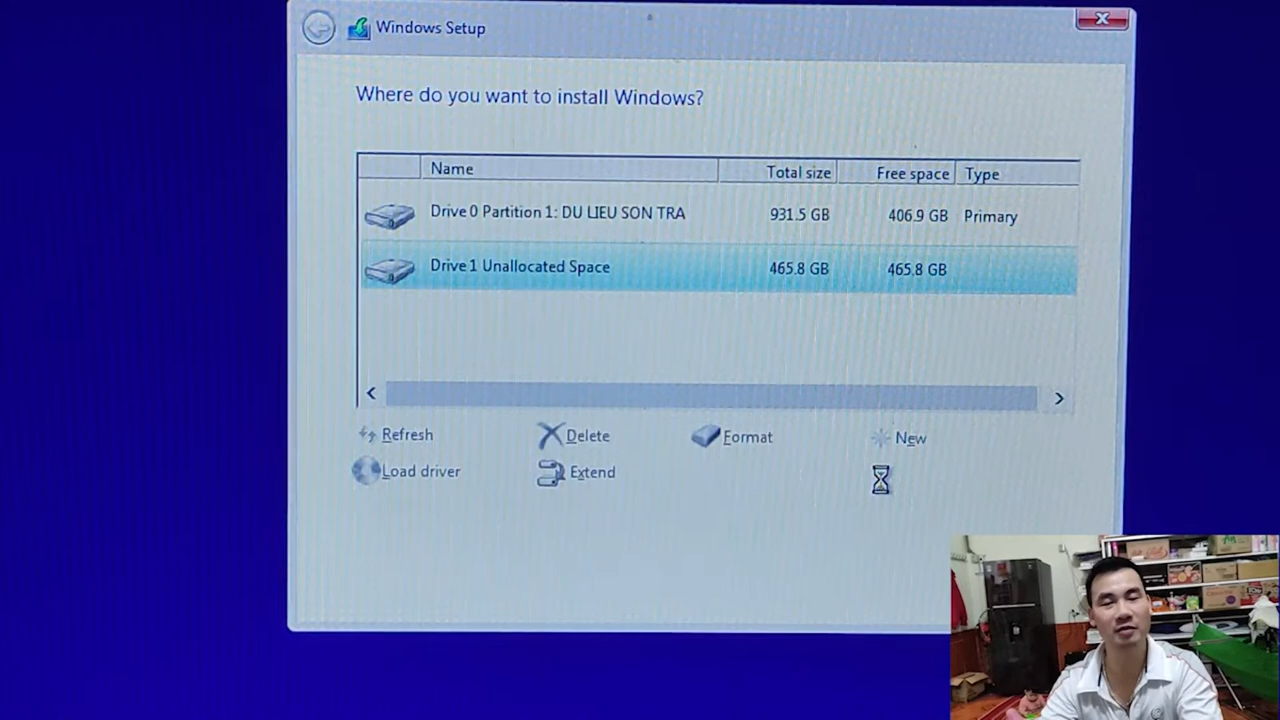 Windows Setup
Where do you want to install Windows?
Name Total size Free space Type
Drive 0 Partition 1: DU LIEU SON TRA 931.5 GB 406.9 GB Primary
Drive 1 Unallocated Space 465.8 GB 465.8 GB
Refresh Delete Format New
Load driver Extend